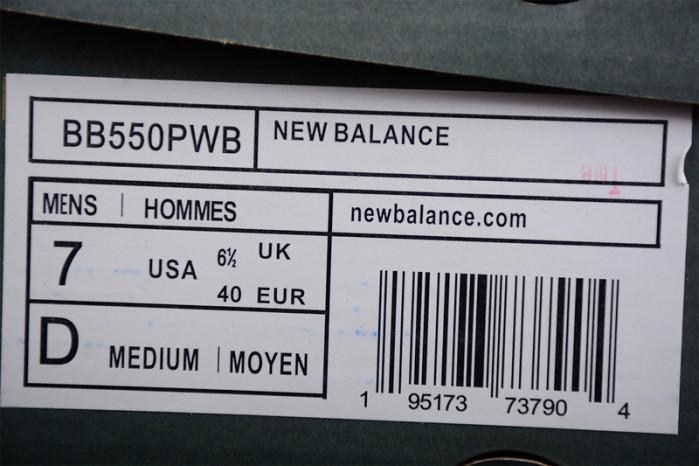 BB550PWB
NEW BALANCE
MENS | HOMMES
newbalance.com
7 USA 6½ UK
40 EUR
D MEDIUM | MOYEN
1 95173 73790 4